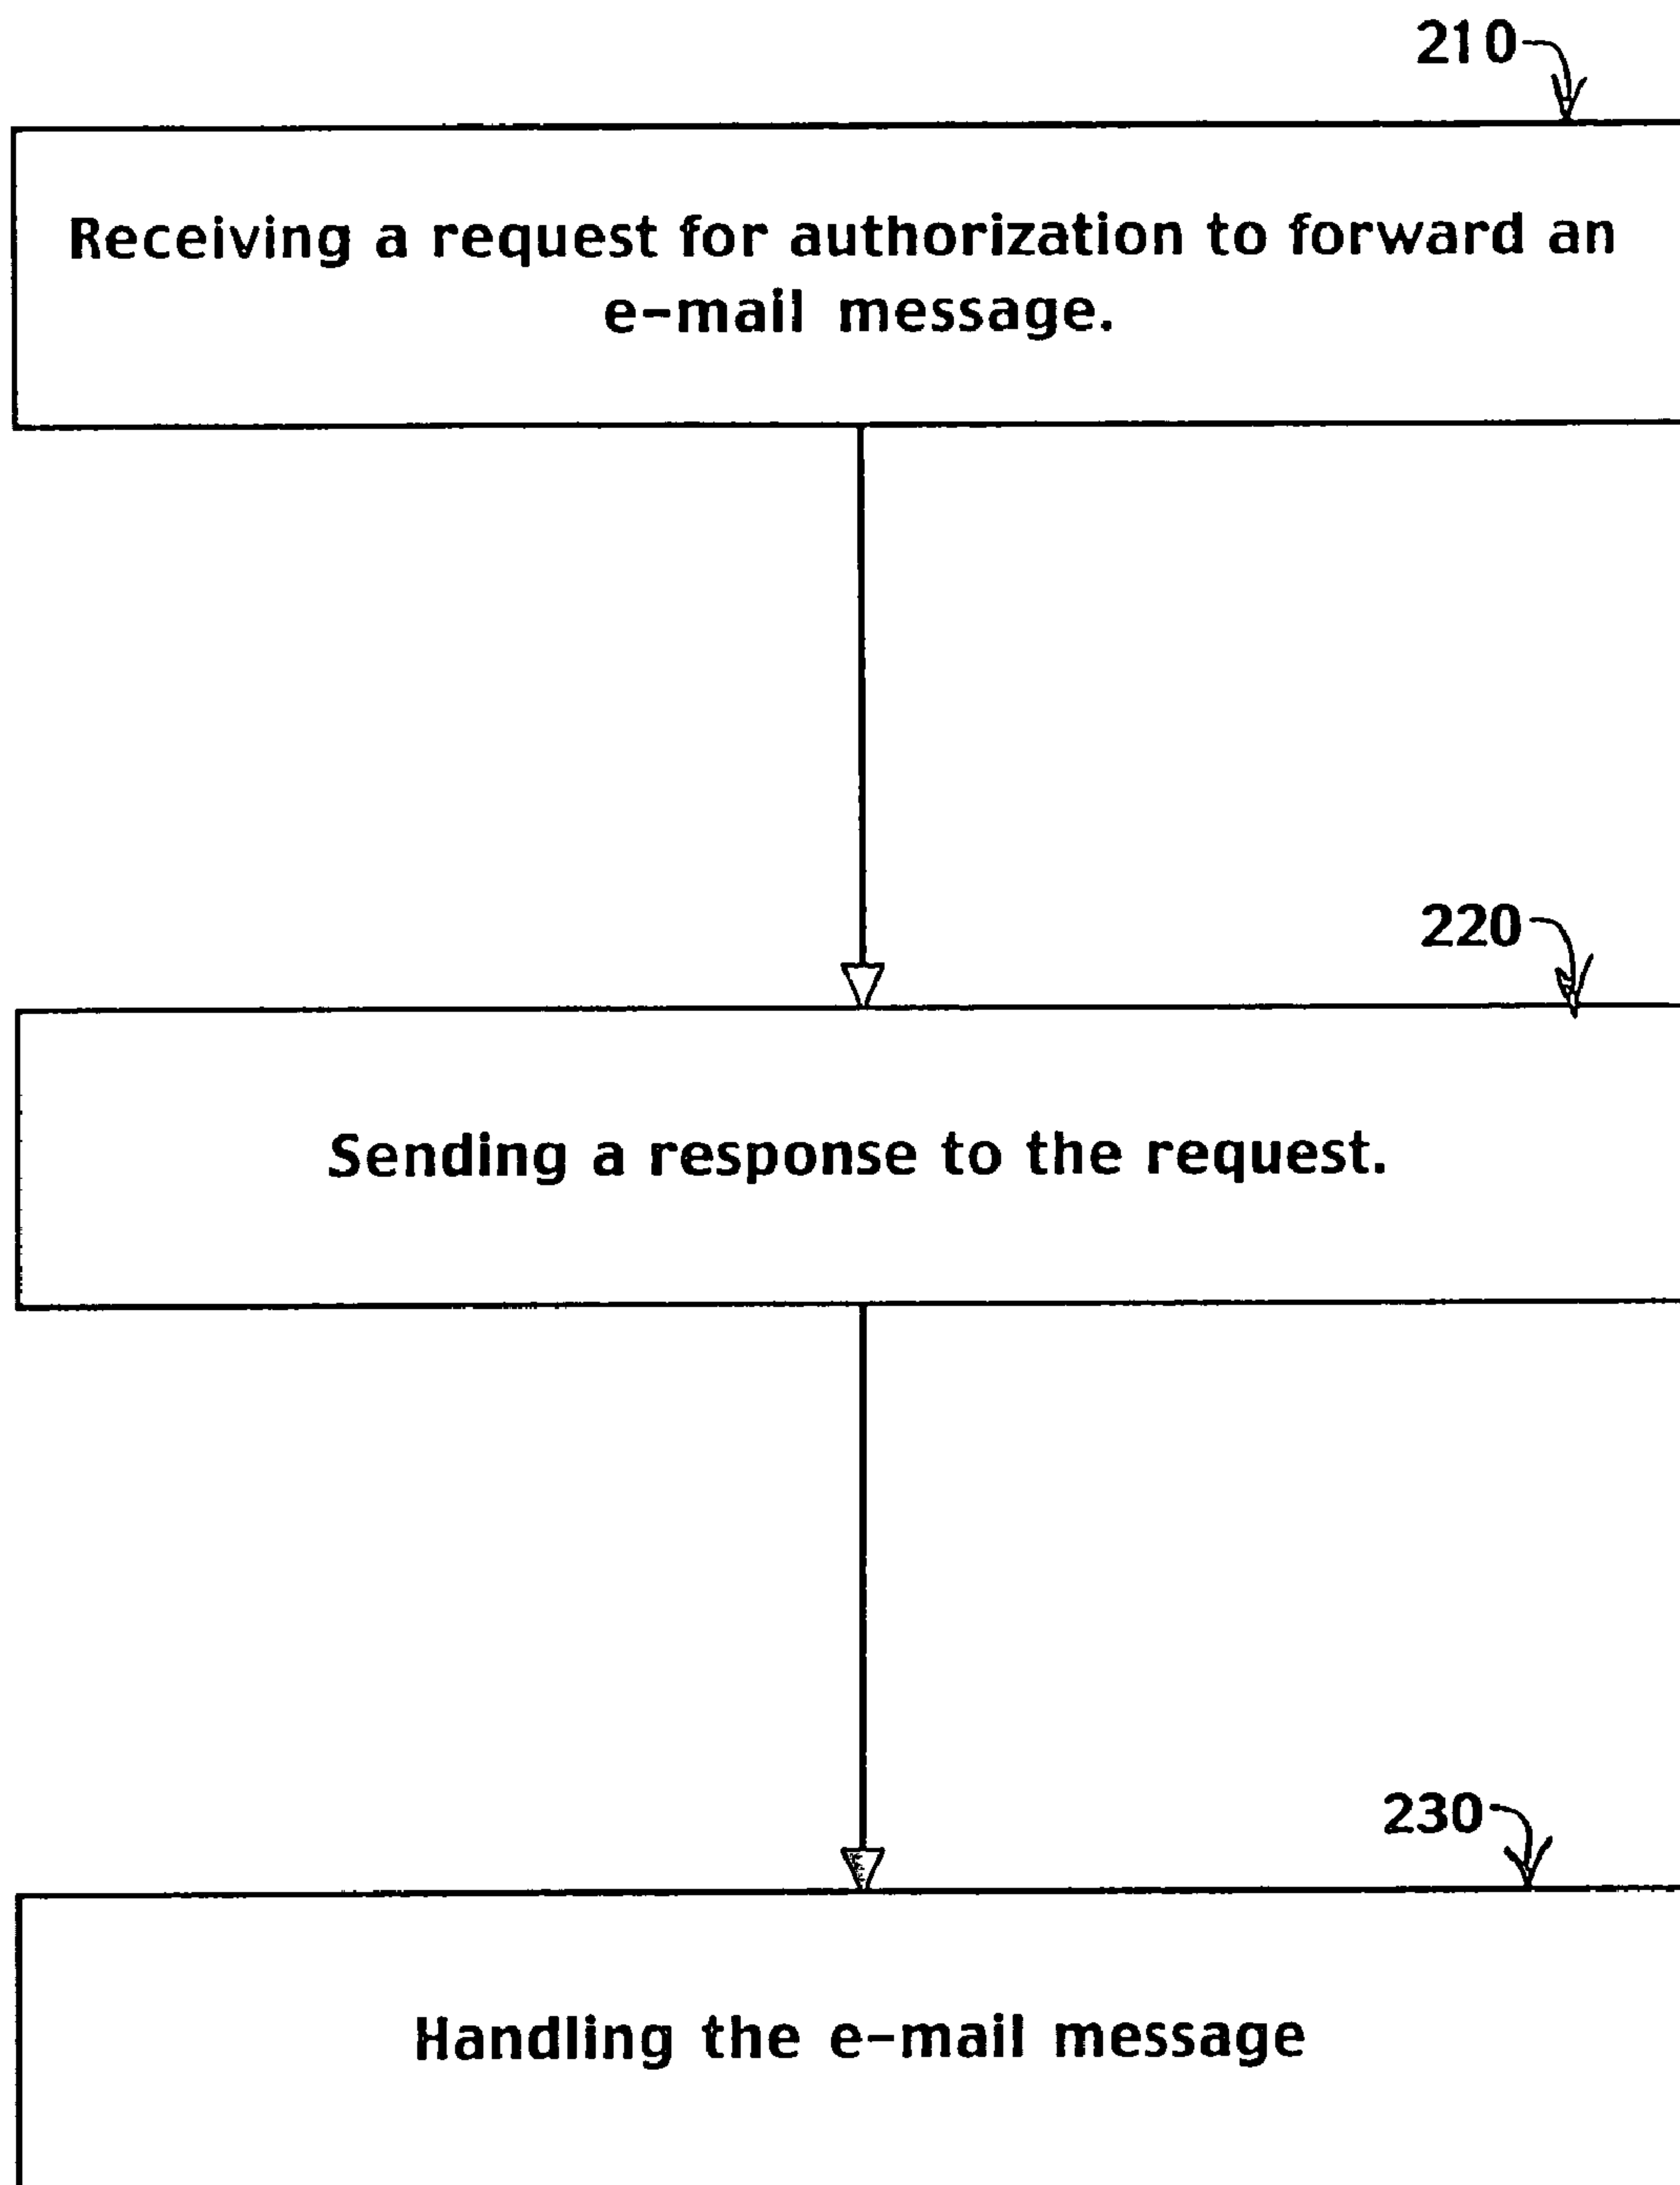 210
Receiving a request for authorization to forward an
e-mail message.
220
Sending a response to the request.
230
Handling the e-mail message